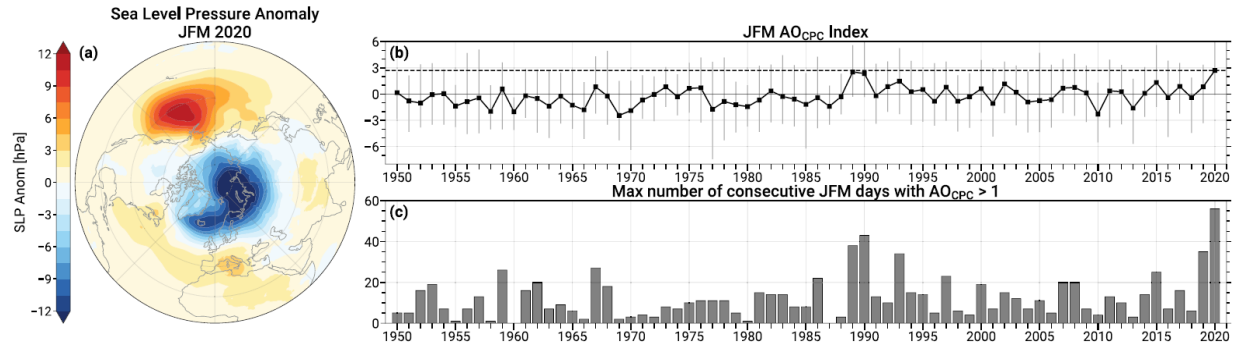 Sea Level Pressure Anomaly
JFM 2020
(a)
SLP Anom [hPa]
12
9
6
3
0
−3
−6
−9
−12
JFM AO_CPC Index
(b)
6
3
0
−3
−6
1950 1955 1960 1965 1970 1975 1980 1985 1990 1995 2000 2005 2010 2015 2020
Max number of consecutive JFM days with AO_CPC > 1
(c)
60
40
20
0
1950 1955 1960 1965 1970 1975 1980 1985 1990 1995 2000 2005 2010 2015 2020